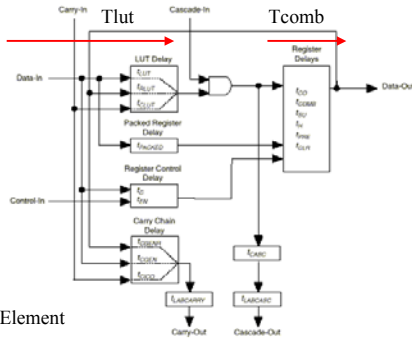 Carry-In
Cascade-In
Tlut
Tcomb
LUT Delay
Register
Delays
Data-In
tLUT
tRLUT
tCLUT
tCO
tCOMB
tSU
tH
tPRE
tCLR
Data-Out
Packed Register
Delay
tPACKED
Register Control
Delay
Control-In
tC
tEN
Carry Chain
Delay
tCGENR
tCGEN
tCICO
tCASC
tLABCARRY
tLABCASC
Element
Carry-Out
Cascade-Out